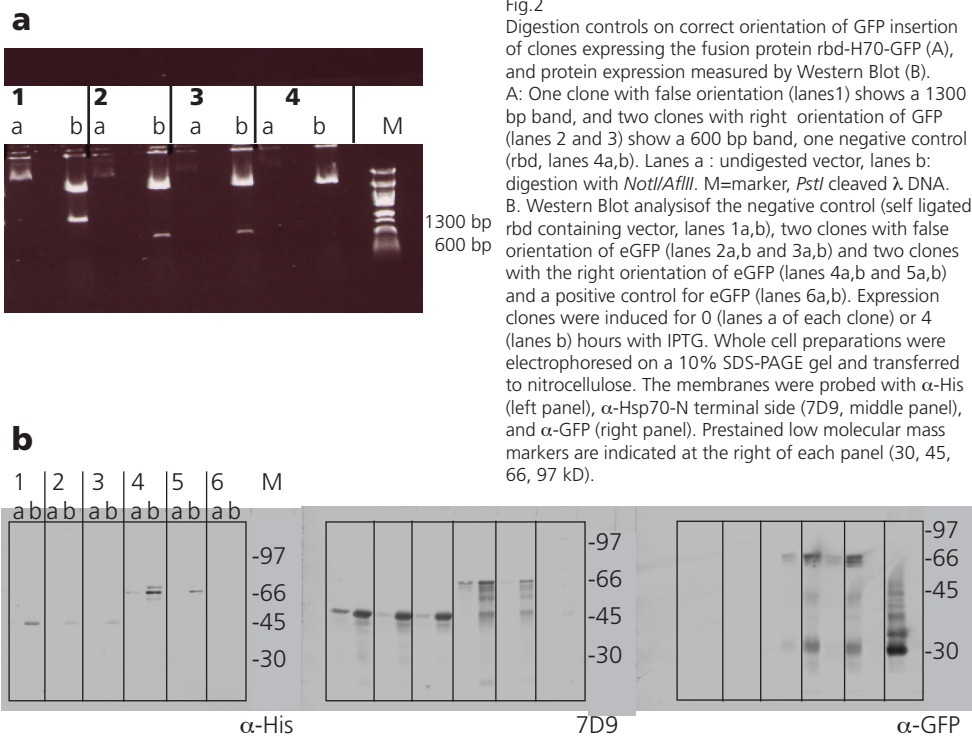 a
1 2 3 4
a b a b a b a b M
1300 bp
600 bp
Fig.2
Digestion controls on correct orientation of GFP insertion
of clones expressing the fusion protein rbd-H70-GFP (A),
and protein expression measured by Western Blot (B).
A: One clone with false orientation (lanes1) shows a 1300
bp band, and two clones with right orientation of GFP
(lanes 2 and 3) show a 600 bp band, one negative control
(rbd, lanes 4a,b). Lanes a : undigested vector, lanes b:
digestion with NotI/AflII. M=marker, PstI cleaved λ DNA.
B. Western Blot analysisof the negative control (self ligated
rbd containing vector, lanes 1a,b), two clones with false
orientation of eGFP (lanes 2a,b and 3a,b) and two clones
with the right orientation of eGFP (lanes 4a,b and 5a,b)
and a positive control for eGFP (lanes 6a,b). Expression
clones were induced for 0 (lanes a of each clone) or 4
(lanes b) hours with IPTG. Whole cell preparations were
electrophoresed on a 10% SDS-PAGE gel and transferred
to nitrocellulose. The membranes were probed with α-His
(left panel), α-Hsp70-N terminal side (7D9, middle panel),
and α-GFP (right panel). Prestained low molecular mass
markers are indicated at the right of each panel (30, 45,
66, 97 kD).
b
1 2 3 4 5 6 M
a b a b a b a b a b a b
-97
-66
-45
-30
α-His
-97
-66
-45
-30
7D9
-97
-66
-45
-30
α-GFP